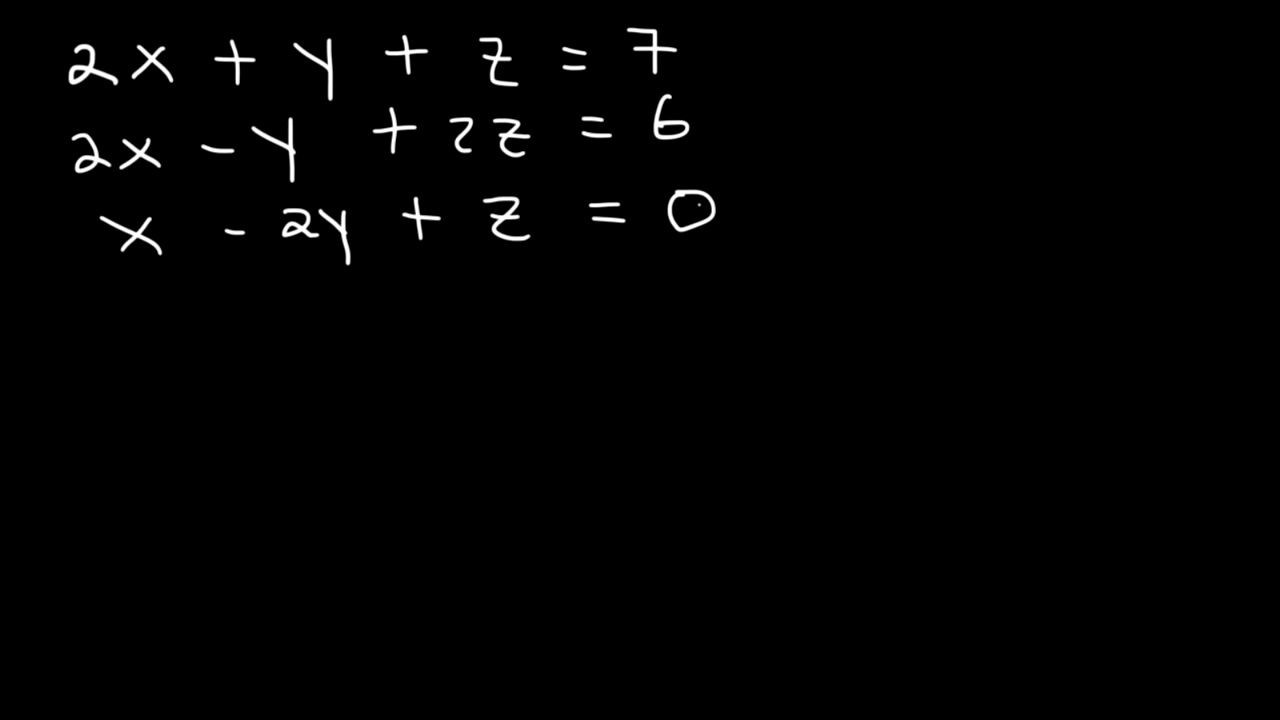 2x + y + z = 7
2x - y + 2z = 6
x - 2y + z = 0